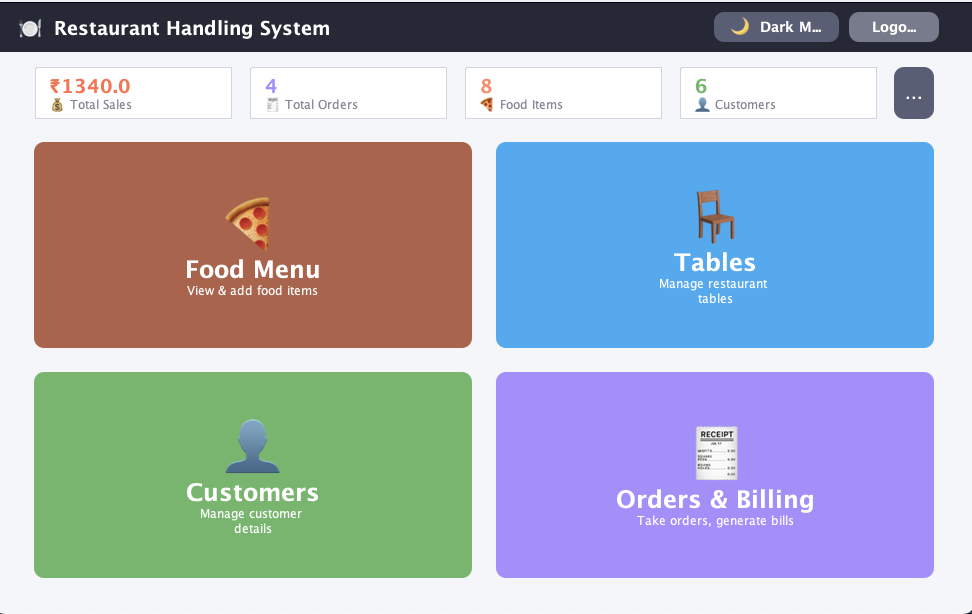 Restaurant Handling System
Dark M...
Logo...
₹1340.0
Total Sales
4
Total Orders
8
Food Items
6
Customers
...
Food Menu
View & add food items
Tables
Manage restaurant
tables
Customers
Manage customer
details
RECEIPT
Orders & Billing
Take orders, generate bills